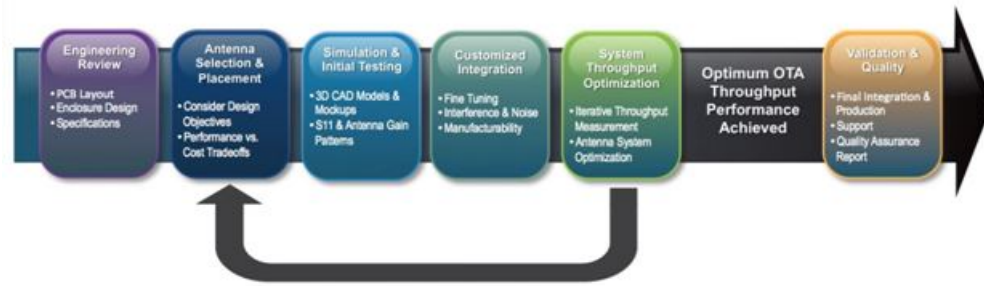 Engineering
Review
• PCB Layout
• Enclosure Design
• Specifications
Antenna
Selection &
Placement
• Consider Design
Objectives
• Performance vs.
Cost Tradeoffs
Simulation &
Initial Testing
• 3D CAD Models &
Mockups
• S11 & Antenna Gain
Patterns
Customized
Integration
• Fine Tuning
• Interference & Noise
• Manufacturability
System
Throughput
Optimization
• Iterative Throughput
Measurement
• Antenna System
Optimization
Optimum OTA
Throughput
Performance
Achieved
Validation &
Quality
• Final Integration &
Production
• Support
• Quality Assurance
Report